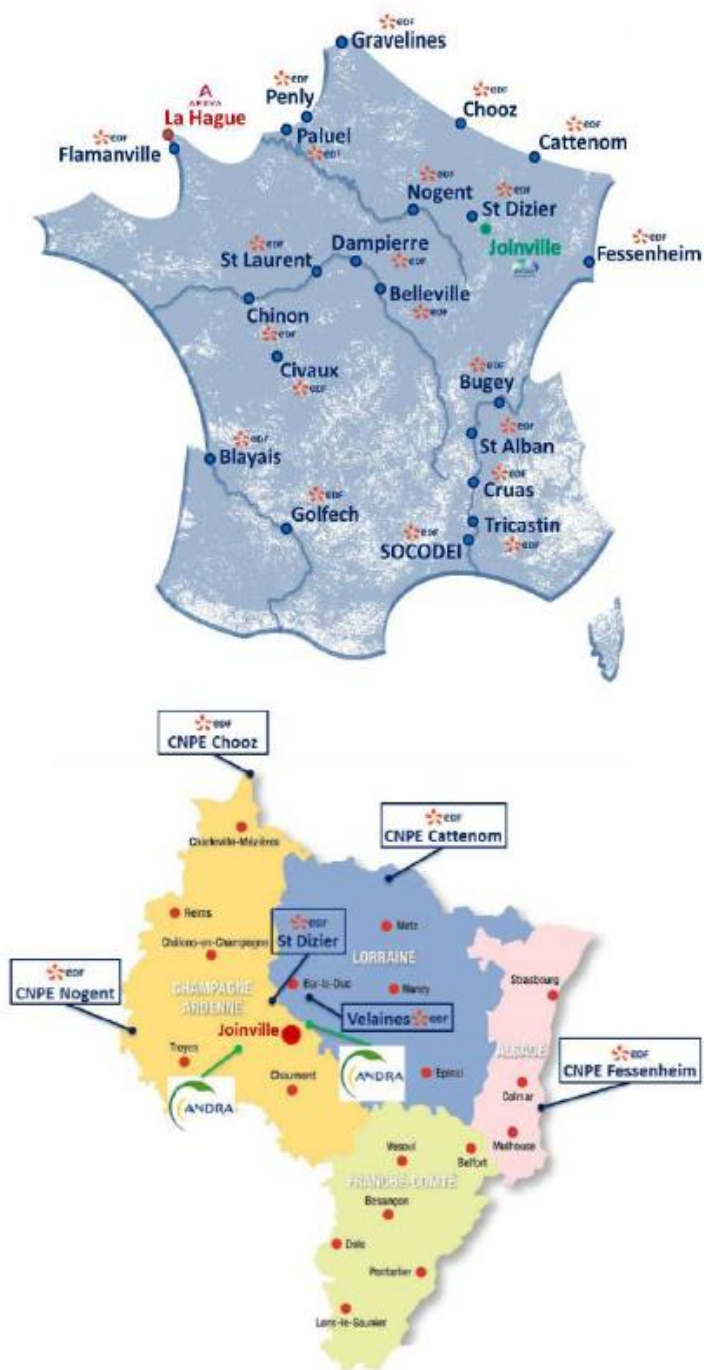 edf
Gravelines
edf
Penly
A
AREVA
La Hague
edf
Chooz
edf
Flamanville
Paluel
edf
edf
Cattenom
edf
Nogent
edf
St Dizier
Joinville
edf
Fessenheim
edf
St Laurent
Dampierre
edf
Belleville
edf
Chinon
edf
Civaux
edf
edf
Bugey
edf
St Alban
edf
Blayais
edf
Cruas
edf
Golfech
Tricastin
edf
edf
SOCODEI
edf
CNPE Chooz
edf
CNPE Cattenom
Charleville-Mézières
Reims
Châlons-en-Champagne
edf
St Dizier
Metz
LORRAINE
edf
CNPE Nogent
CHAMPAGNE
ARDENNE
Bar-le-Duc
Nancy
Strasbourg
Velaines edf
Joinville
ALSACE
Troyes
ANDRA
Chaumont
ANDRA
Epinal
edf
CNPE Fessenheim
Colmar
Mulhouse
Vesoul
Belfort
FRANCHE-COMTÉ
Besançon
Dole
Pontarlier
Lons-le-Saunier